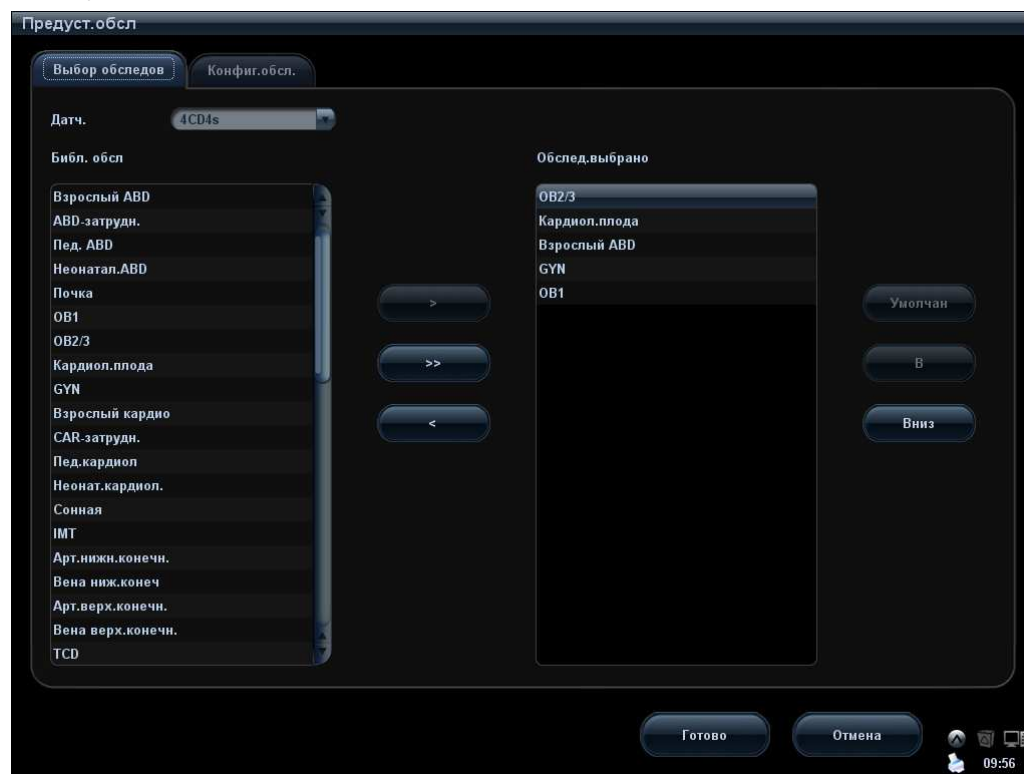 Предуст.обсл
Выбор обследов
Конфиг.обсл.
Датч.
4CD4s
Библ. обсл
Обслед.выбрано
Взрослый ABD
ABD-затрудн.
Пед. ABD
Неонатал.ABD
Почка
OB1
OB2/3
Кардиол.плода
GYN
Взрослый кардио
CAR-затрудн.
Пед.кардиол
Неонат.кардиол.
Сонная
IMT
Арт.нижн.конечн.
Вена ниж.конеч
Арт.верх.конечн.
Вена верх.конечн.
TCD
>
>>
<
OB2/3
Кардиол.плода
Взрослый ABD
GYN
OB1
Умолчан
В
Вниз
Готово
Отмена
09:56